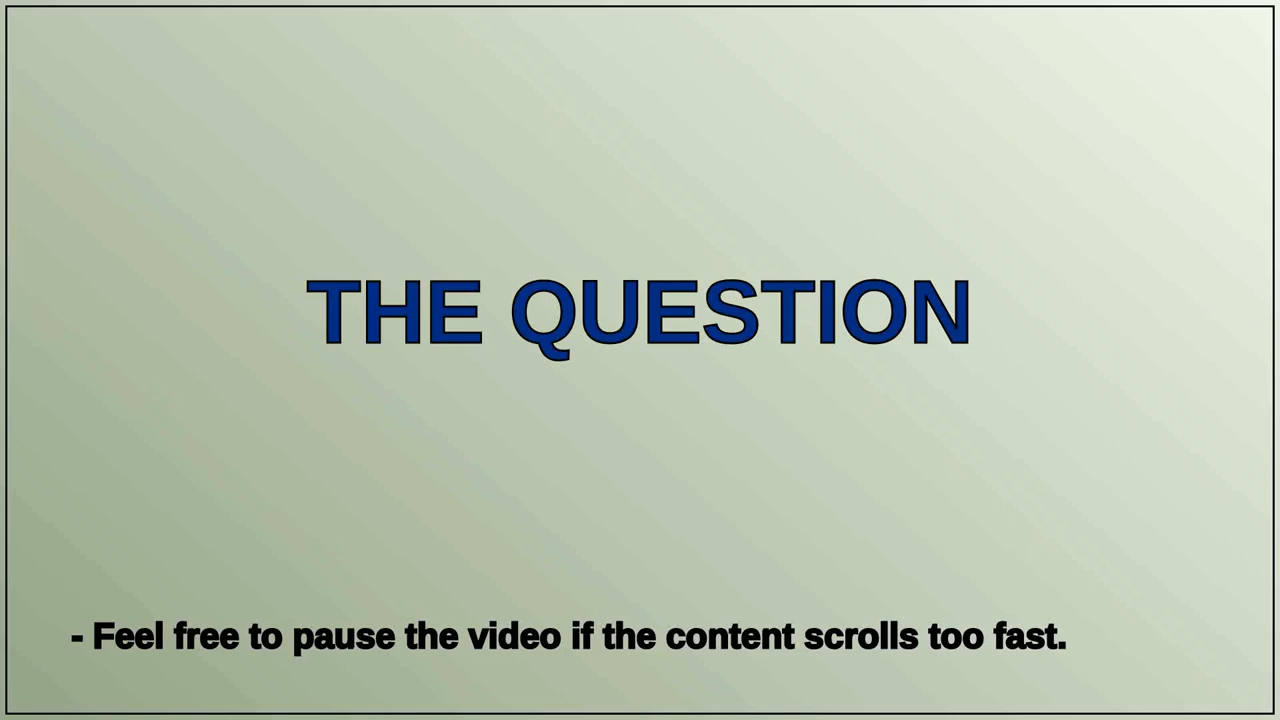 THE QUESTION
- Feel free to pause the video if the content scrolls too fast.